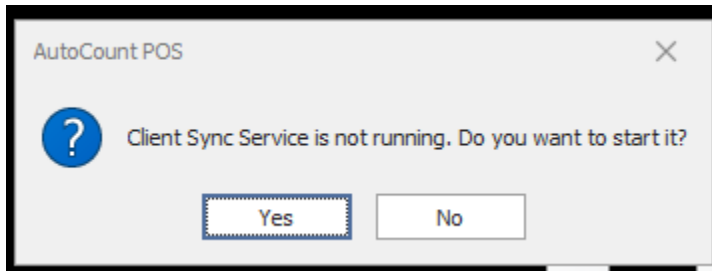 AutoCount POS
Client Sync Service is not running. Do you want to start it?
Yes
No